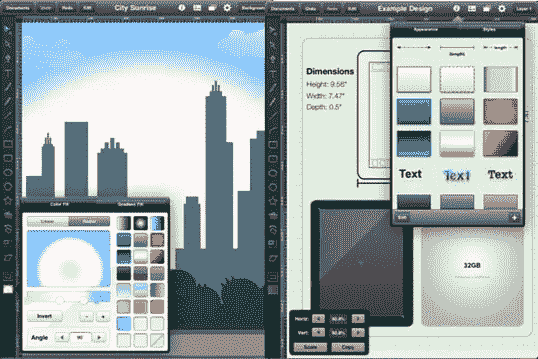 Documents Undo Redo Edit City Sunrise Background
Color Fill Gradient Fill
Linear Radial
Invert - +
Angle 90
Documents Undo Redo Edit Example Design Layer 1
Appearance Styles
length
Dimensions
Height: 9.56"
Width: 7.47"
Depth: 0.5"
Text Text Text
Edit +
32GB
Horiz: 50.0%
Vert: 50.0%
Scale Copy